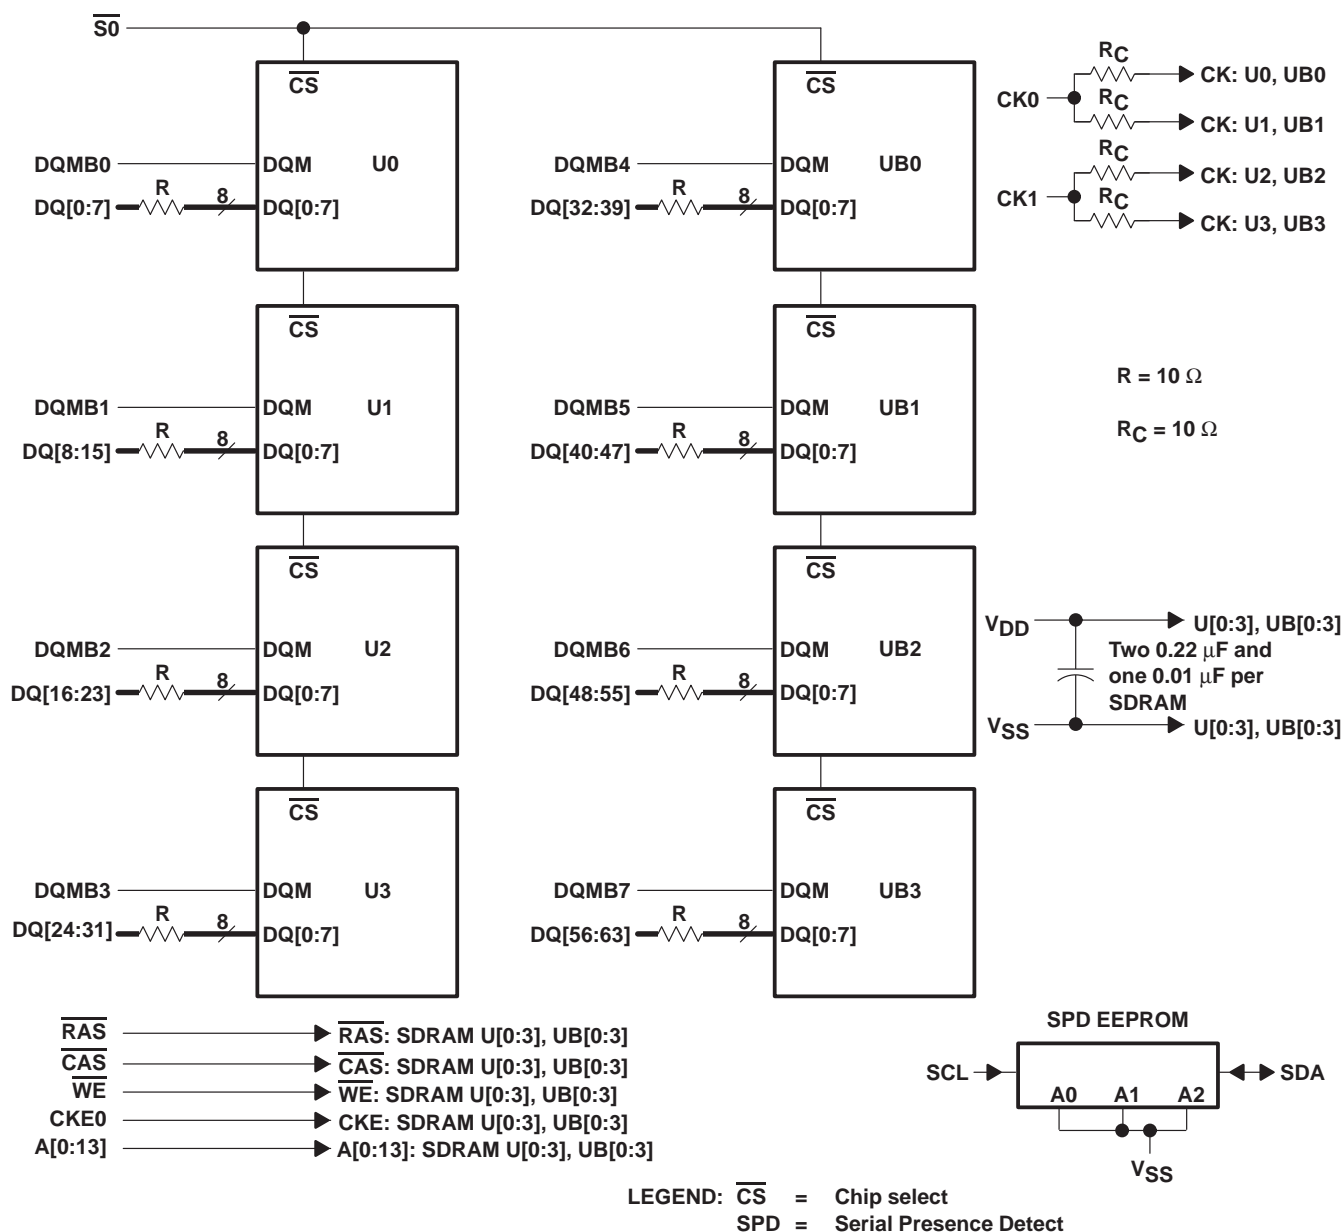 S0
CS
CS
RC
CK0
CK: U0, UB0
RC
CK: U1, UB1
DQMB0
DQM
U0
DQMB4
DQM
UB0
RC
CK: U2, UB2
DQ[0:7]
R
8
DQ[0:7]
DQ[32:39]
R
8
DQ[0:7]
CK1
RC
CK: U3, UB3
CS
CS
R = 10 Ω
DQMB1
DQM
U1
DQMB5
DQM
UB1
RC = 10 Ω
DQ[8:15]
R
8
DQ[0:7]
DQ[40:47]
R
8
DQ[0:7]
CS
CS
DQMB2
DQM
U2
DQMB6
DQM
UB2
DQ[16:23]
R
8
DQ[0:7]
DQ[48:55]
R
8
DQ[0:7]
VDD
U[0:3], UB[0:3]
Two 0.22 μF and
one 0.01 μF per
SDRAM
VSS
U[0:3], UB[0:3]
CS
CS
DQMB3
DQM
U3
DQMB7
DQM
UB3
DQ[24:31]
R
8
DQ[0:7]
DQ[56:63]
R
8
DQ[0:7]
RAS
RAS: SDRAM U[0:3], UB[0:3]
CAS
CAS: SDRAM U[0:3], UB[0:3]
WE
WE: SDRAM U[0:3], UB[0:3]
CKE0
CKE: SDRAM U[0:3], UB[0:3]
A[0:13]
A[0:13]: SDRAM U[0:3], UB[0:3]
SPD EEPROM
SCL
SDA
A0 A1 A2
VSS
LEGEND: CS = Chip select
SPD = Serial Presence Detect